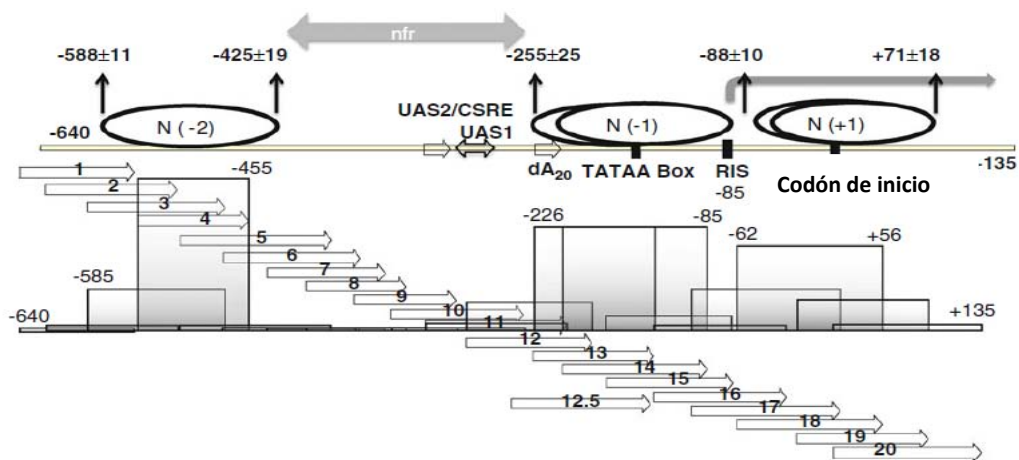 nfr
-588±11 -425±19 -255±25 -88±10 +71±18
UAS2/CSRE
-640 N (-2) UAS1 N (-1) N (+1)
dA20 TATAA Box RIS -135
-85 Codón de inicio
1 -455
2
3
4 -226 -85
5 -62 +56
6
7
-585 8
9
10
-640 11 +135
12
13
14
15
12.5 16
17
18
19
20